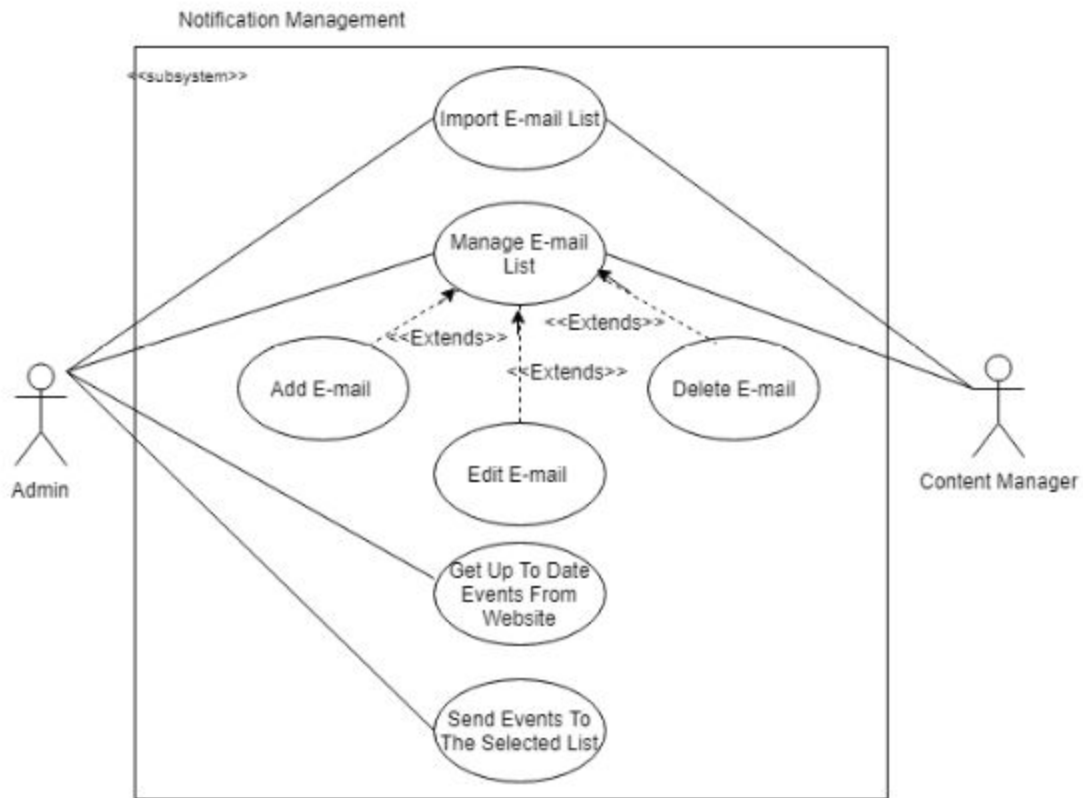 Notification Management
<<subsystem>>
Import E-mail List
Manage E-mail
List
<<Extends>>
<<Extends>>
<<Extends>>
Add E-mail
Delete E-mail
Edit E-mail
Admin
Content Manager
Get Up To Date
Events From
Website
Send Events To
The Selected List